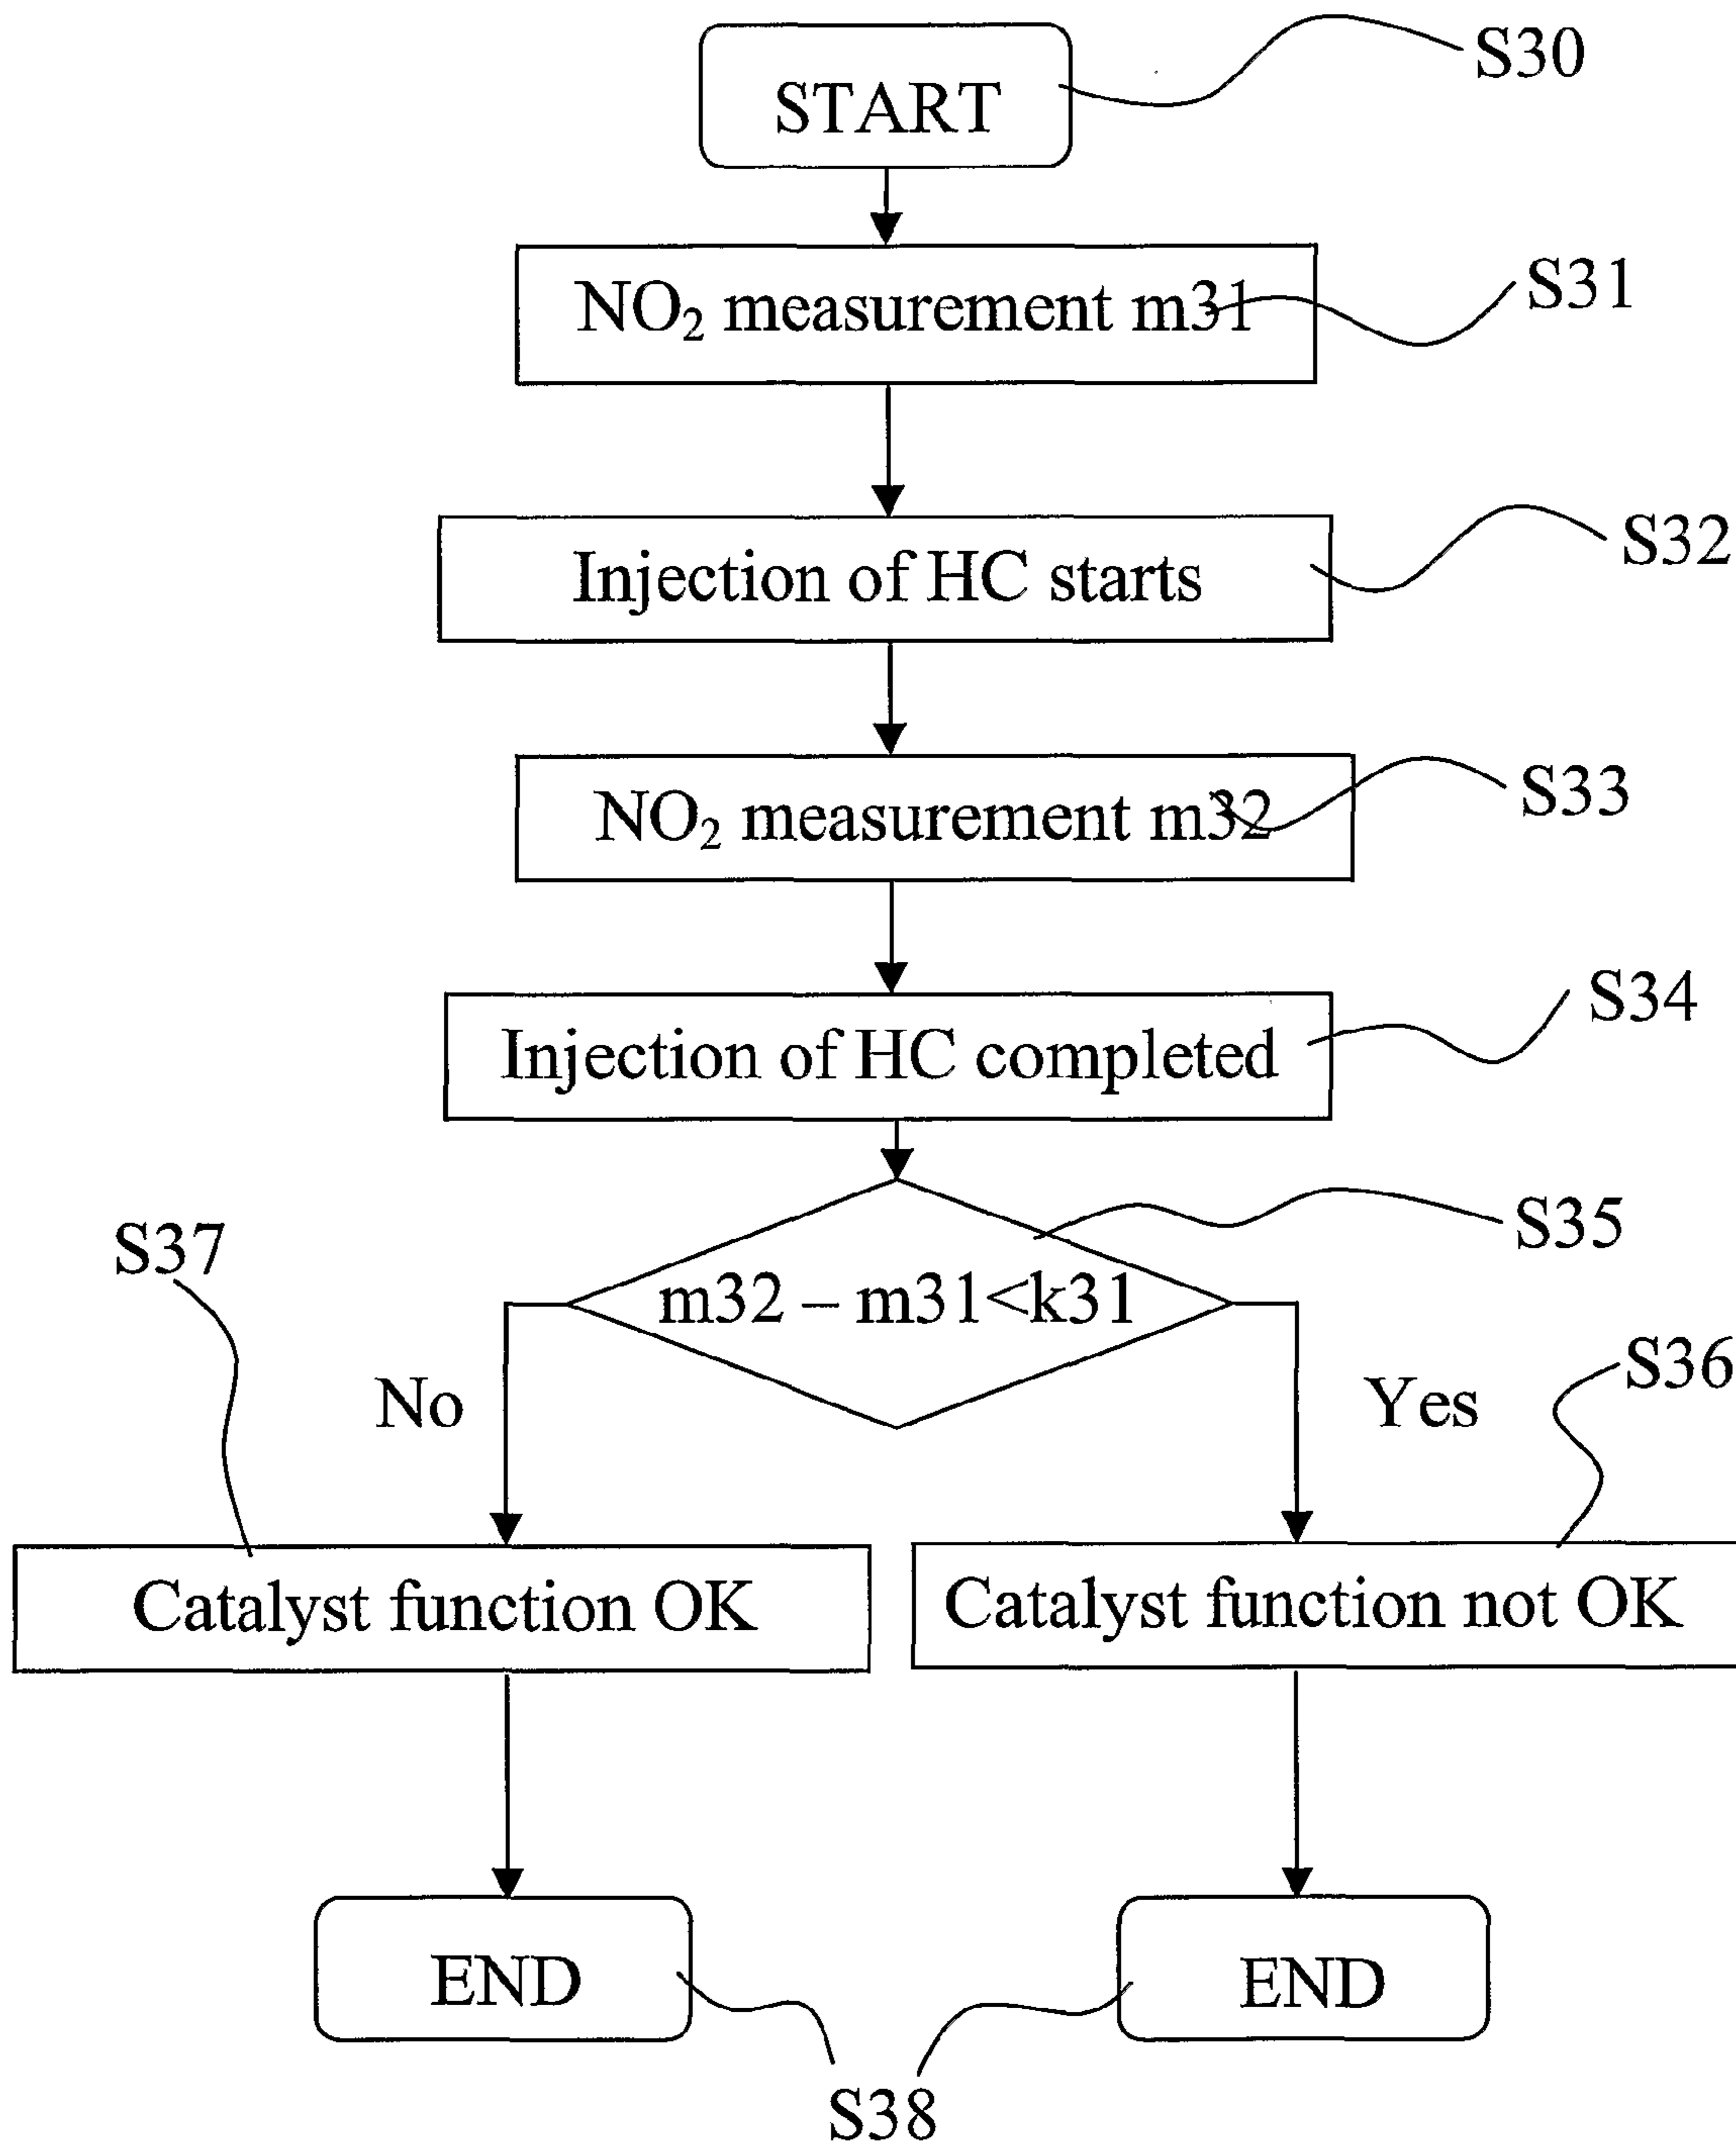 START
S30
NO₂ measurement m31
S31
Injection of HC starts
S32
NO₂ measurement m32
S33
Injection of HC completed
S34
m32 – m31<k31
S35
S37
No
Yes
S36
Catalyst function OK
Catalyst function not OK
END
END
S38